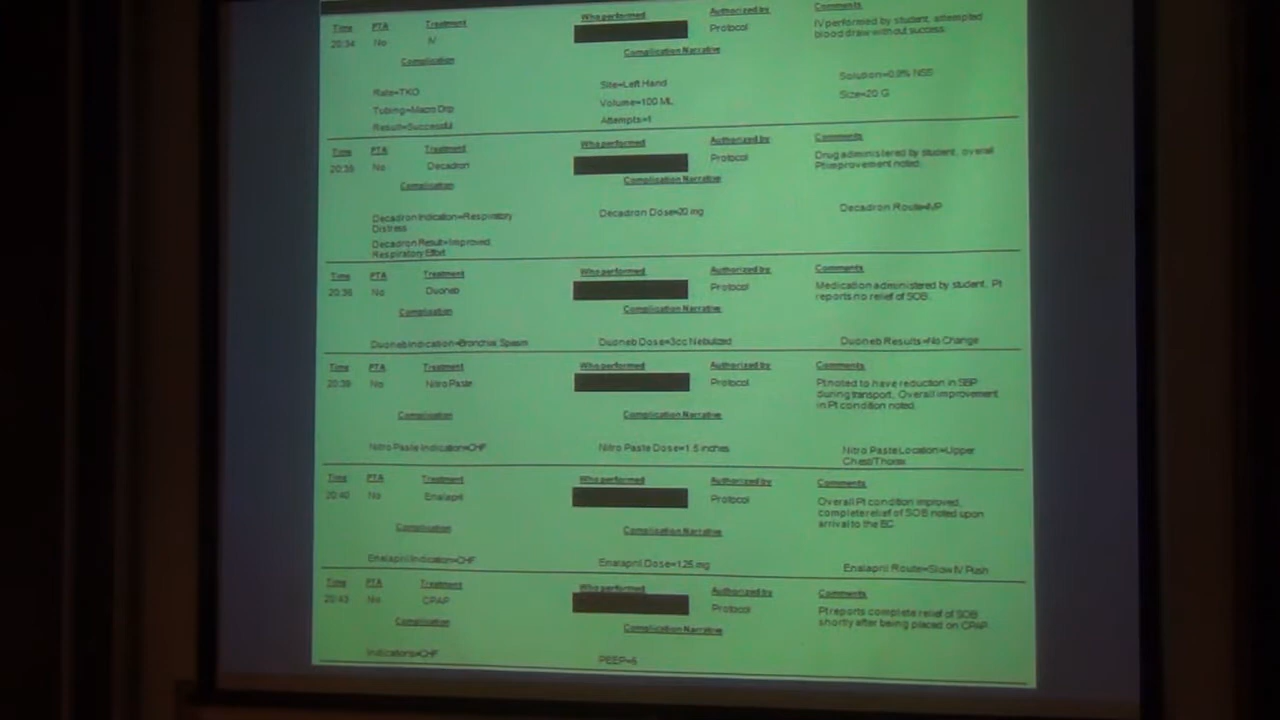 Time PTA Treatment Who performed Authorized by Comments
20:34 No IV Protocol IV performed by student, attempted
blood draw without success
Complication Complication Narrative
Rate=TKO Site=Left Hand Solution=0.9% NSS
Tubing=Macro Drip Volume=100 ML Size=20 G
Result=Successful Attempts=1
Time PTA Treatment Who performed Authorized by Comments
No Decadron Protocol Drug administered by student, overall
Pt improvement noted.
Complication Complication Narrative
Decadron Indication=Respiratory Decadron Dose=20 mg Decadron Route=IVP
Distress
Decadron Result=Improved
Respiratory Effort
Time PTA Treatment Who performed Authorized by Comments
20:36 No Duoneb Protocol Medication administered by student, Pt
reports no relief of SOB.
Complication Complication Narrative
Duoneb Indication=Bronchial Spasm Duoneb Dose=3cc Nebulized Duoneb Results=No Change
Time PTA Treatment Who performed Authorized by Comments
20:39 No Nitro Paste Protocol Pt noted to have reduction in SBP
during transport. Overall improvement
in Pt condition noted.
Complication Complication Narrative
Nitro Paste Indication=CHF Nitro Paste Dose=1.5 inches Nitro Paste Location=Upper
Chest/Thorax
Time PTA Treatment Who performed Authorized by Comments
20:40 No Enalapril Protocol Overall Pt condition improved,
complete relief of SOB noted upon
arrival to the EC
Complication Complication Narrative
Enalapril Indication=CHF Enalapril Dose=1.25 mg Enalapril Route=Slow IV Push
Time PTA Treatment Who performed Authorized by Comments
20:43 No CPAP Protocol Pt reports complete relief of SOB
shortly after being placed on CPAP
Complication Complication Narrative
Indications=CHF